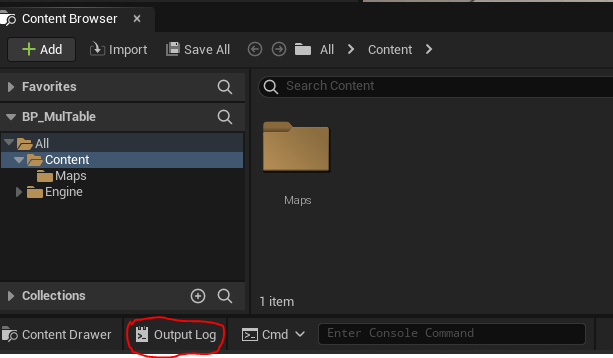 Content Browser
Add Import Save All All Content
Favorites
Search Content
BP_MulTable
All
Content
Maps
Engine
Maps
Collections
1 item
Content Drawer Output Log Cmd Enter Console Command